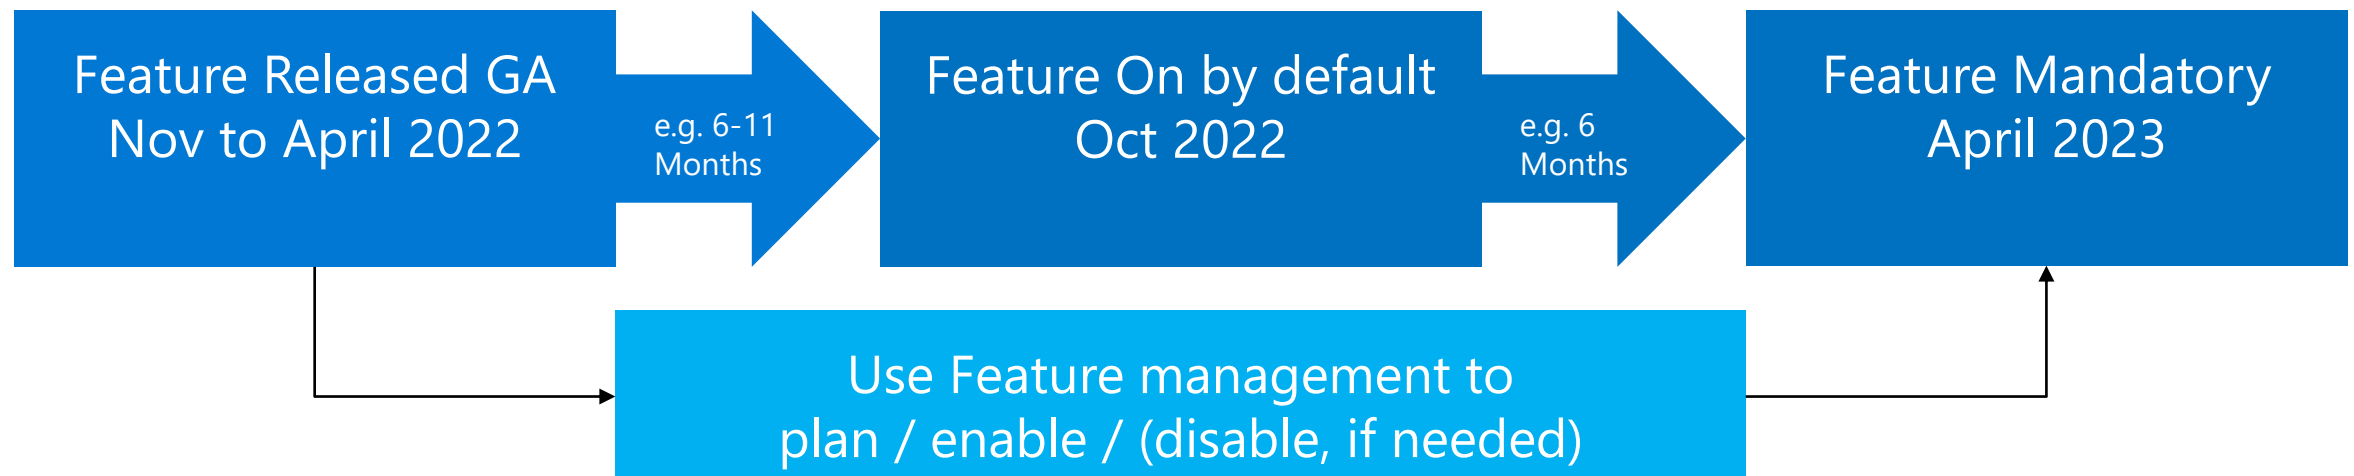 Feature Released GA
Nov to April 2022
e.g. 6-11
Months
Feature On by default
Oct 2022
e.g. 6
Months
Feature Mandatory
April 2023
Use Feature management to
plan / enable / (disable, if needed)